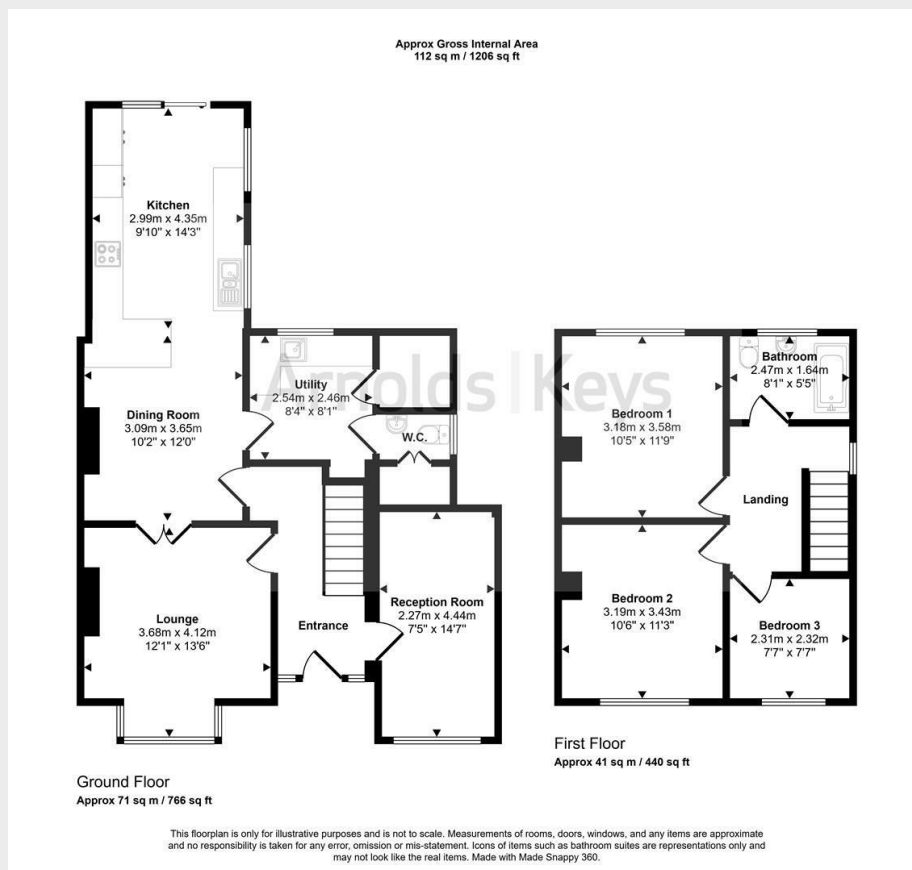 Approx Gross Internal Area
112 sq m / 1206 sq ft
Kitchen
2.99m x 4.35m
9'10" x 14'3"
Dining Room
3.09m x 3.65m
10'2" x 12'0"
Utility
2.54m x 2.46m
8'4" x 8'1"
W.C.
Arnolds | Keys
Lounge
3.68m x 4.12m
12'1" x 13'6"
Entrance
Reception Room
2.27m x 4.44m
7'5" x 14'7"
Ground Floor
Approx 71 sq m / 766 sq ft
Bedroom 1
3.18m x 3.58m
10'5" x 11'9"
Bathroom
2.47m x 1.64m
8'1" x 5'5"
Landing
Bedroom 2
3.19m x 3.43m
10'6" x 11'3"
Bedroom 3
2.31m x 2.32m
7'7" x 7'7"
First Floor
Approx 41 sq m / 440 sq ft
This floorplan is only for illustrative purposes and is not to scale. Measurements of rooms, doors, windows, and any items are approximate
and no responsibility is taken for any error, omission or mis-statement. Icons of items such as bathroom suites are representations only and
may not look like the real items. Made with Made Snappy 360.